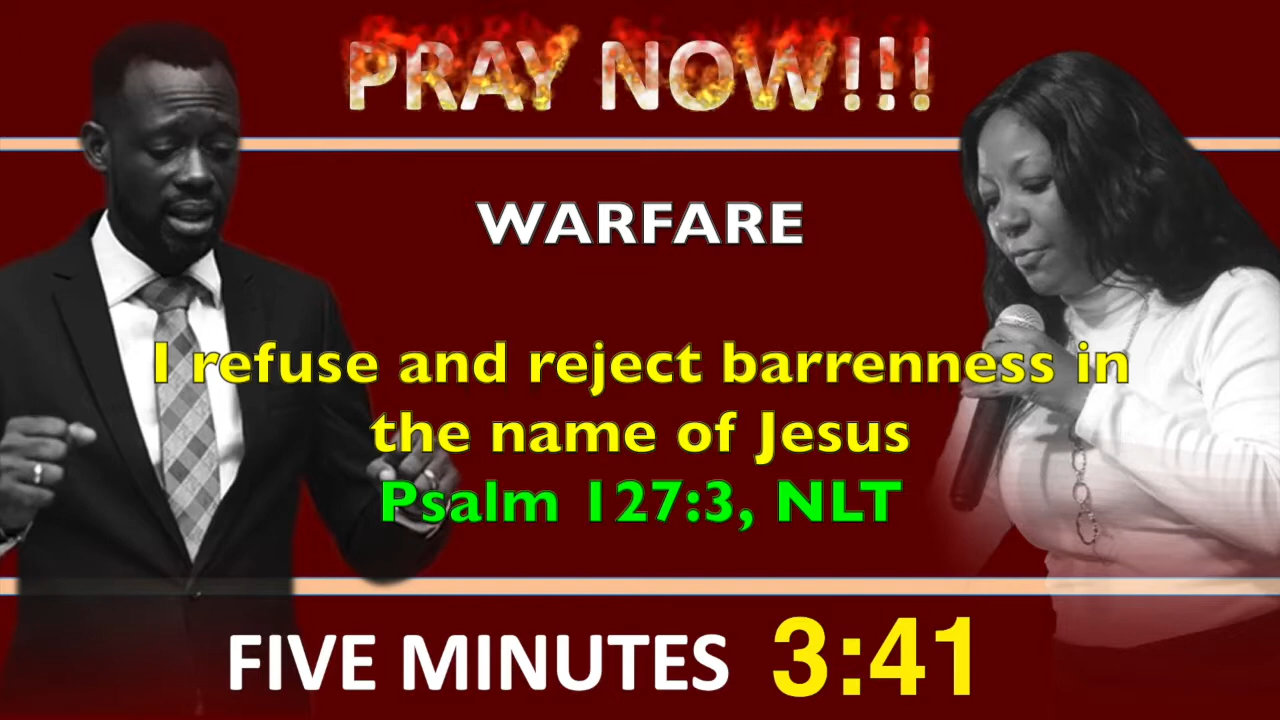 PRAY NOW!!!
WARFARE
I refuse and reject barrenness in
the name of Jesus
Psalm 127:3, NLT
FIVE MINUTES 3:41